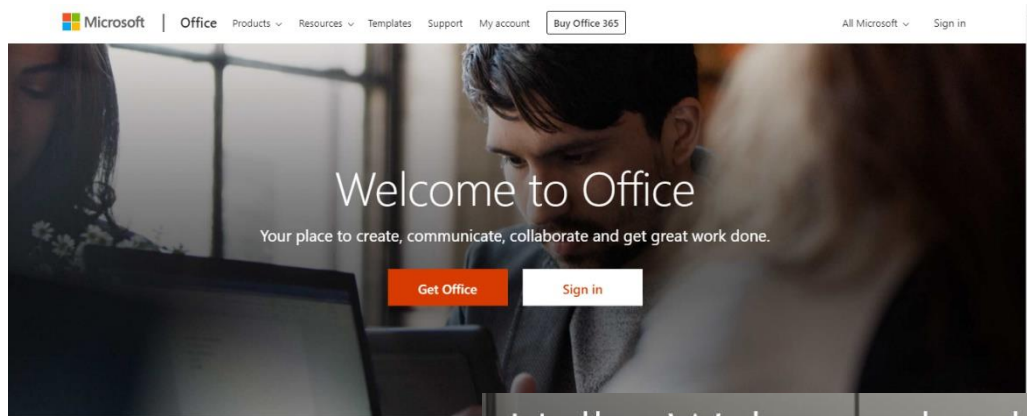 Microsoft | Office Products Resources Templates Support My account Buy Office 365 All Microsoft Sign in
Welcome to Office
Your place to create, communicate, collaborate and get great work done.
Get Office Sign in